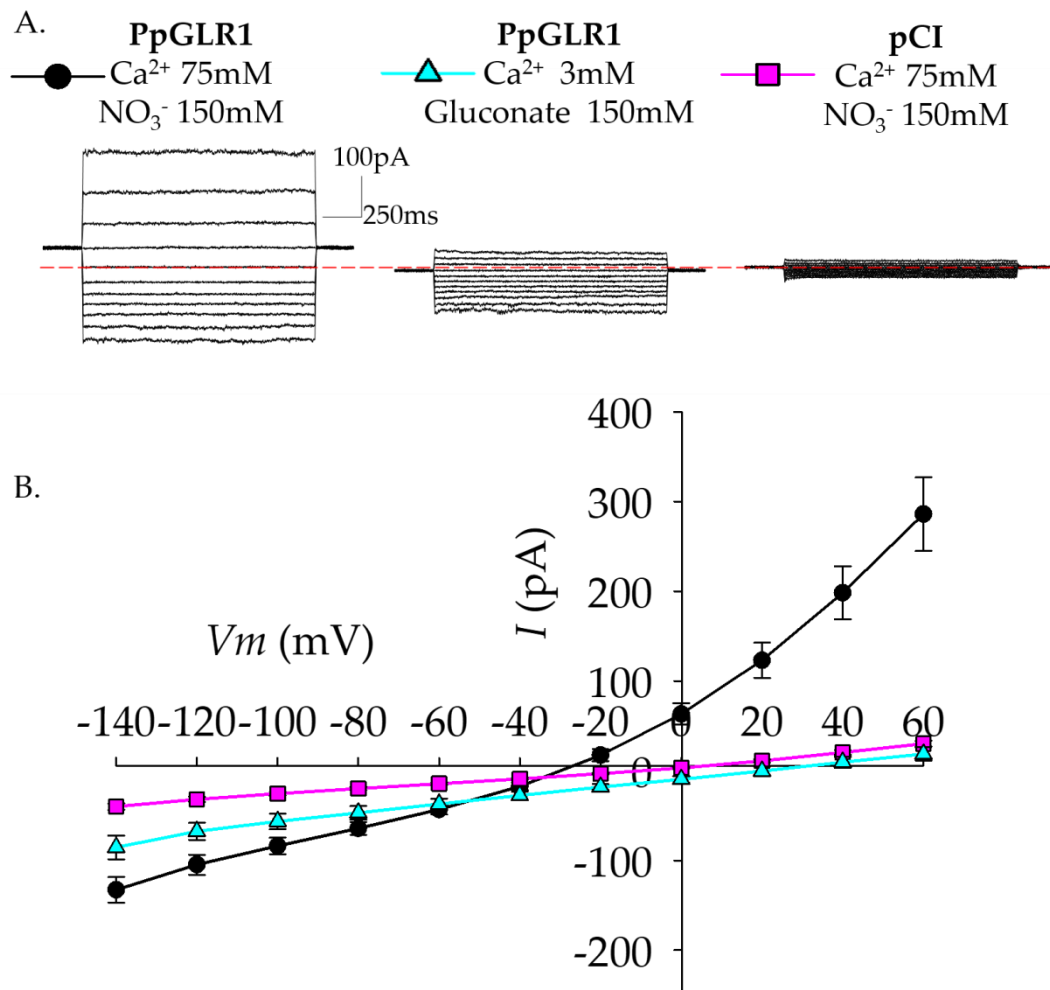 A.
PpGLR1
Ca²⁺ 75mM
NO₃⁻ 150mM
PpGLR1
Ca²⁺ 3mM
Gluconate 150mM
pCI
Ca²⁺ 75mM
NO₃⁻ 150mM
100pA
250ms
B.
400
300
200
100
0
-100
-200
I (pA)
Vm (mV)
-140 -120 -100 -80 -60 -40 -20 0 20 40 60